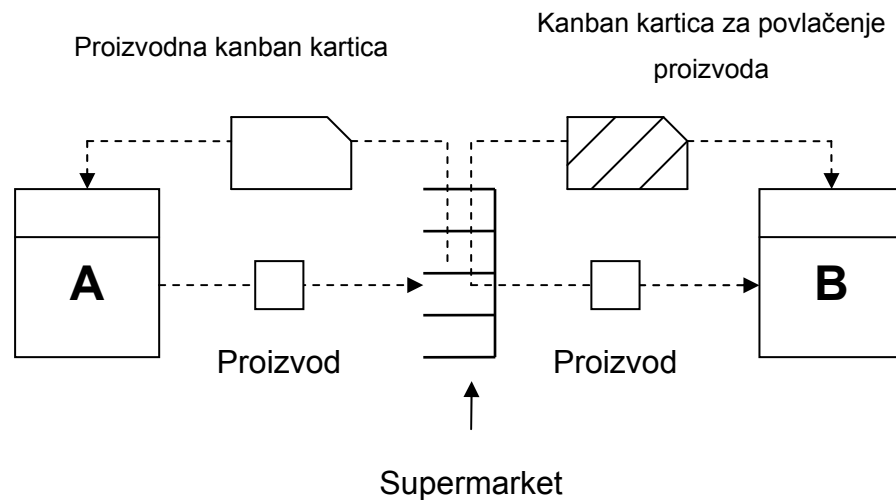 Proizvodna kanban kartica
Kanban kartica za povlačenje
proizvoda
A
B
Proizvod
Proizvod
Supermarket